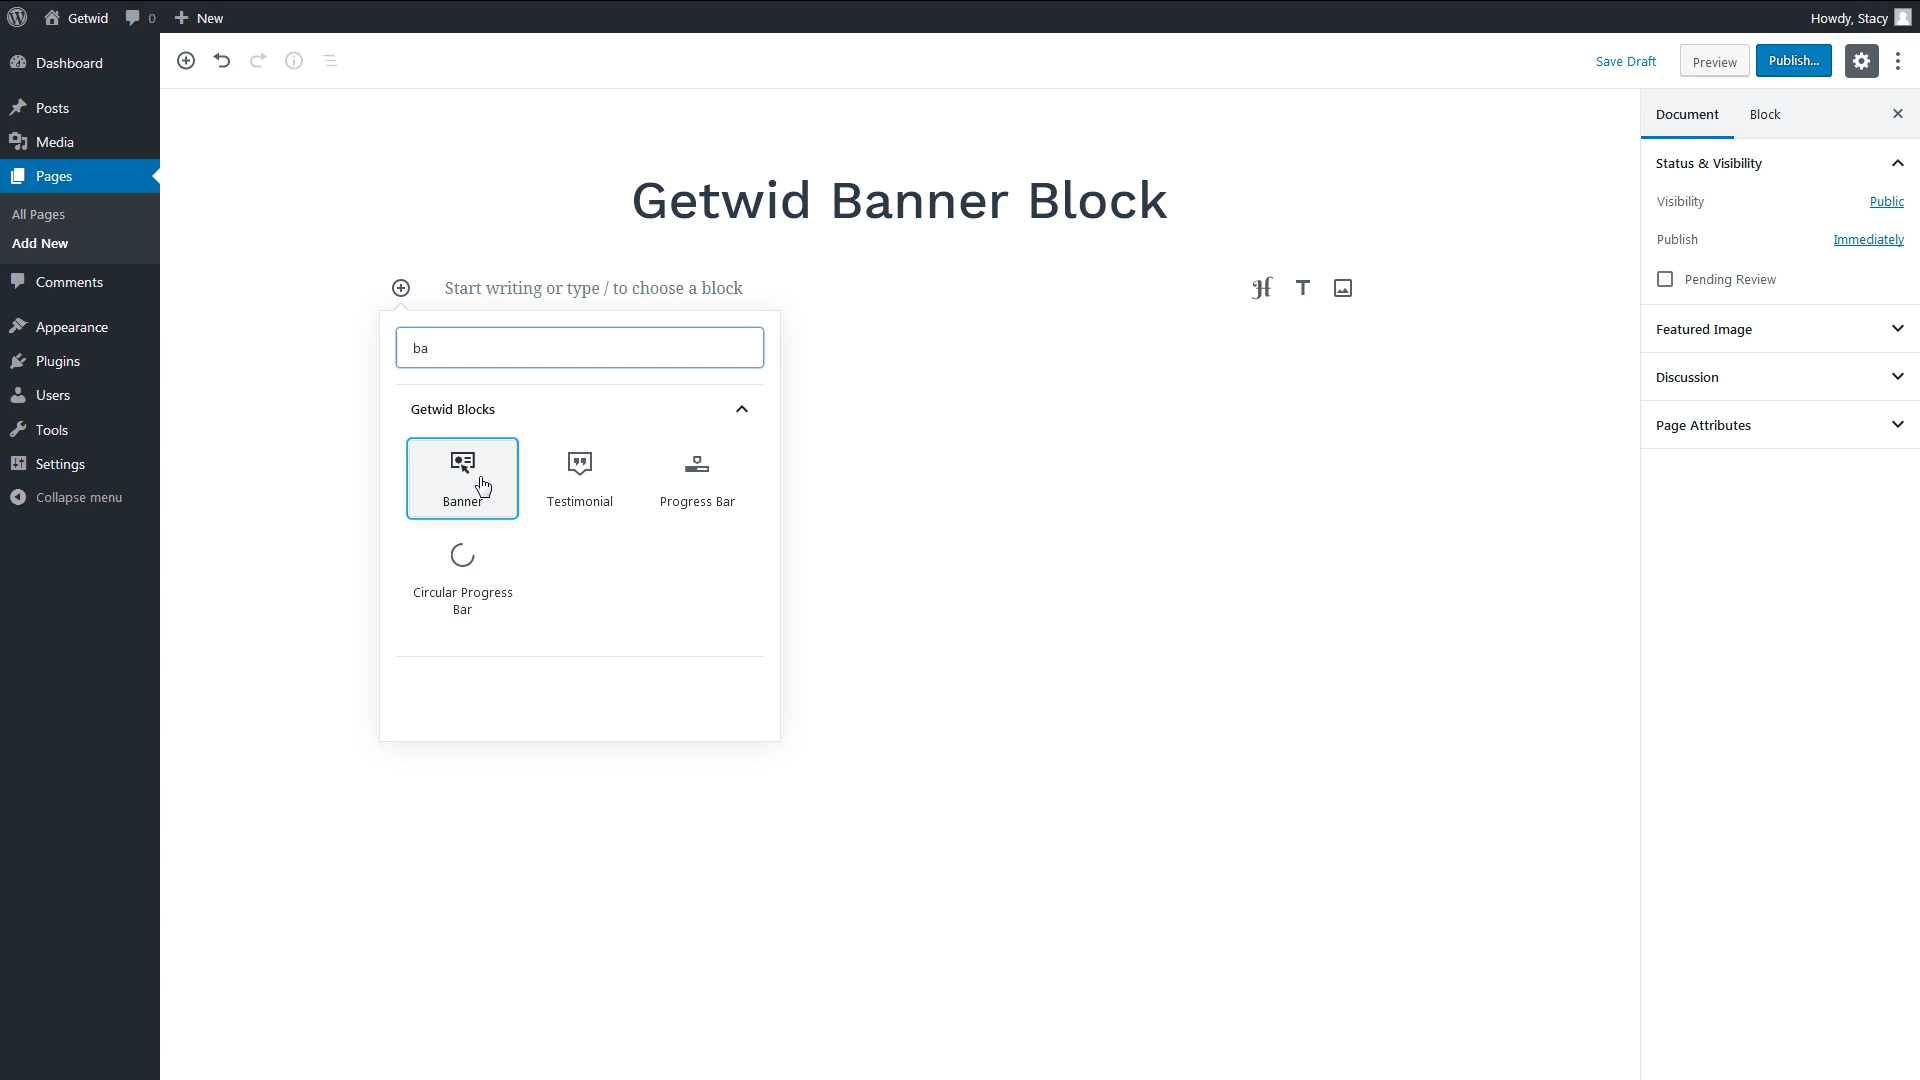 Getwid
0
New
Howdy, Stacy
Dashboard
Posts
Media
Pages
All Pages
Add New
Comments
Appearance
Plugins
Users
Tools
Settings
Collapse menu
Save Draft
Preview
Publish...
Getwid Banner Block
Start writing or type / to choose a block
ba
Getwid Blocks
Banner
Testimonial
Progress Bar
Circular Progress
Bar
Document
Block
Status & Visibility
Visibility
Public
Publish
Immediately
Pending Review
Featured Image
Discussion
Page Attributes